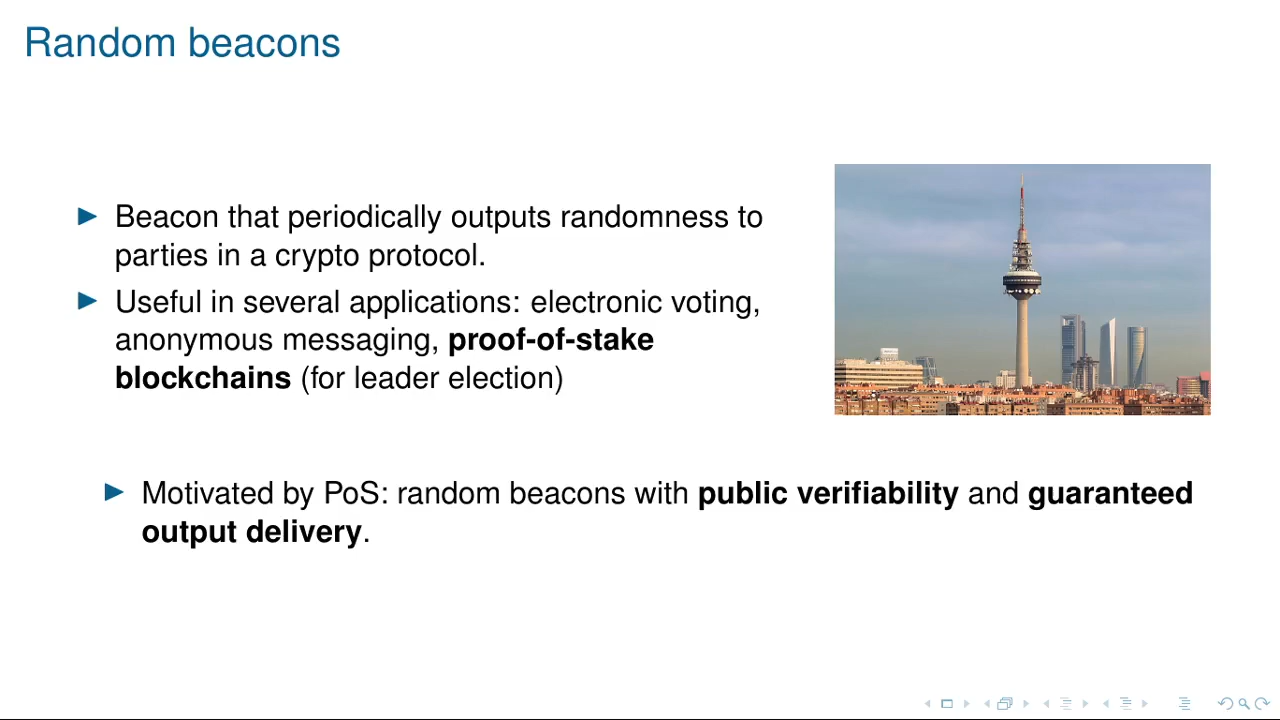 Random beacons
Beacon that periodically outputs randomness to
parties in a crypto protocol.
Useful in several applications: electronic voting,
anonymous messaging, proof-of-stake
blockchains (for leader election)
Motivated by PoS: random beacons with public verifiability and guaranteed
output delivery.